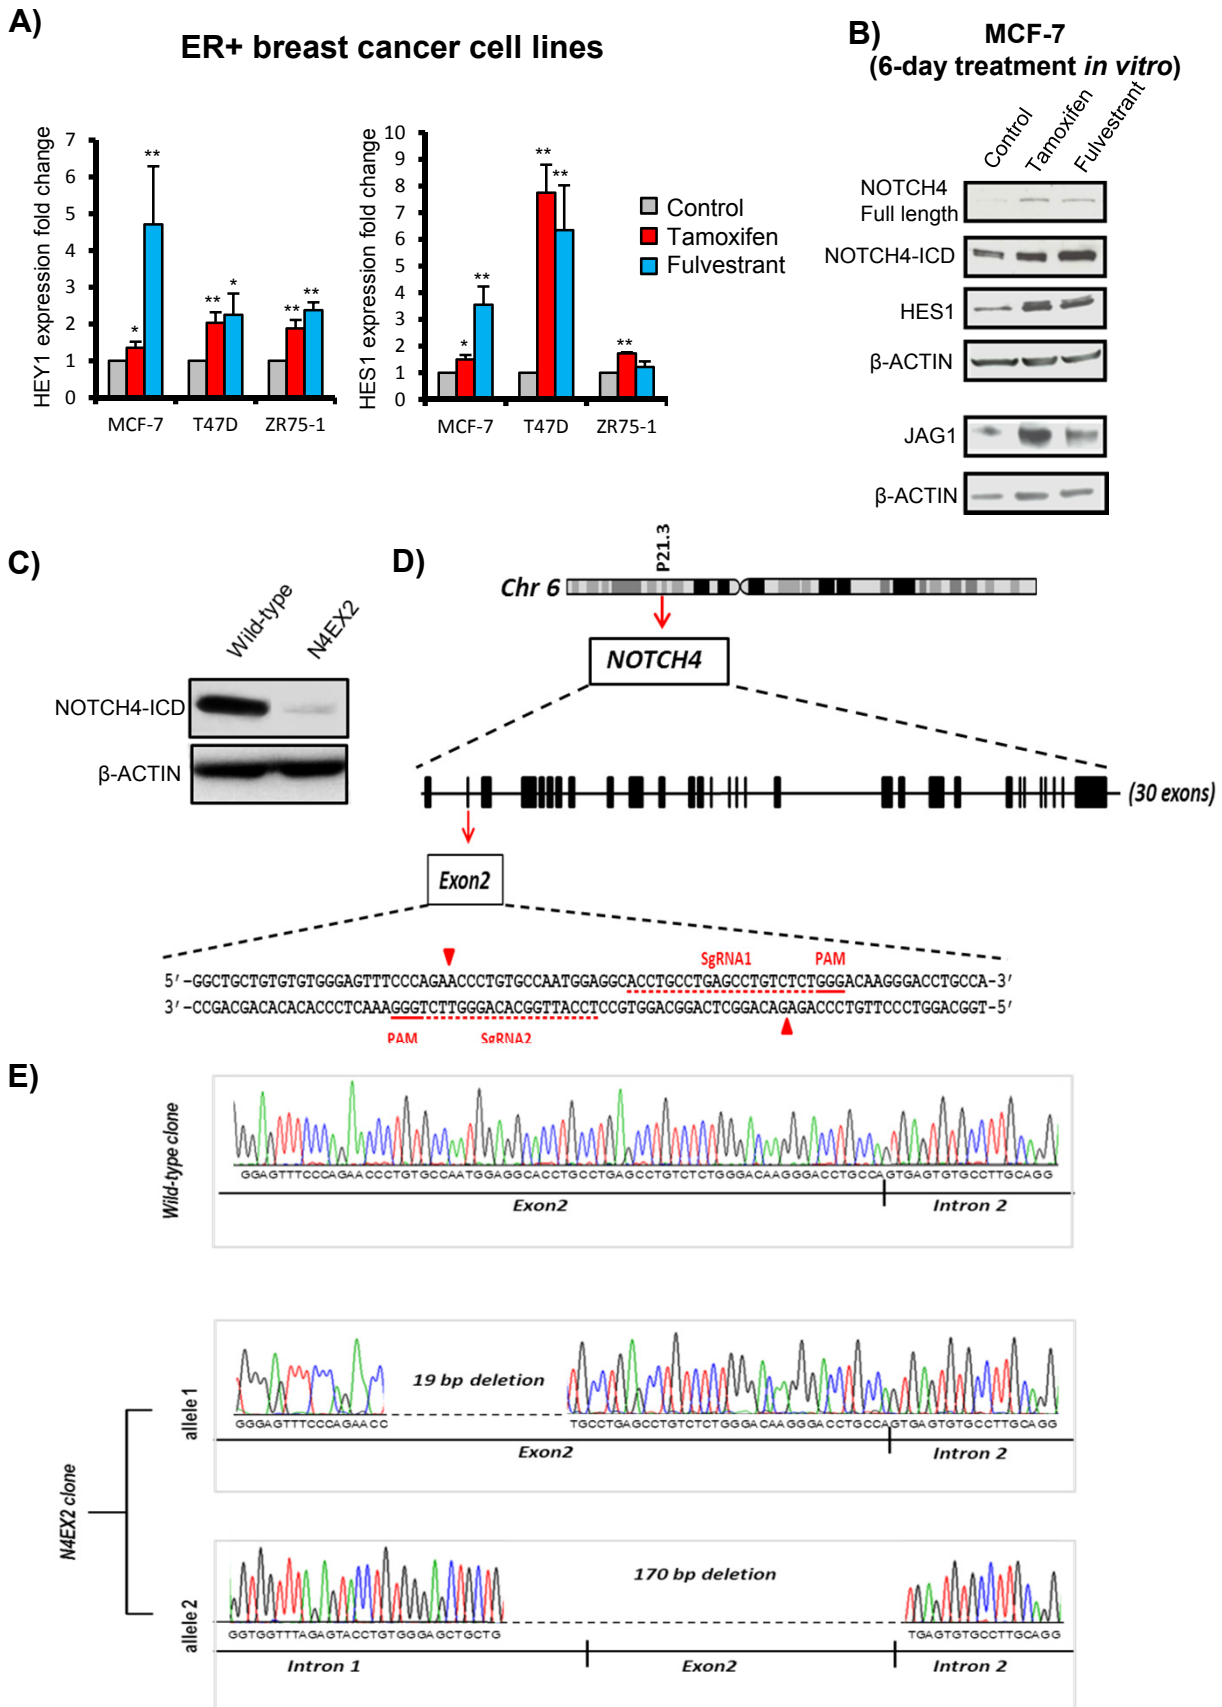 A)
ER+ breast cancer cell lines
HEY1 expression fold change
7
6
5
4
3
2
1
0
** 
*
**
*
**
**
MCF-7
T47D
ZR75-1
HES1 expression fold change
10
9
8
7
6
5
4
3
2
1
0
*
**
**
**
**
MCF-7
T47D
ZR75-1
Control
Tamoxifen
Fulvestrant
B)
MCF-7
(6-day treatment in vitro)
Control
Tamoxifen
Fulvestrant
NOTCH4
Full length
NOTCH4-ICD
HES1
β-ACTIN
JAG1
β-ACTIN
C)
Wild-type
N4EX2
NOTCH4-ICD
β-ACTIN
D)
P21.3
Chr 6
NOTCH4
(30 exons)
Exon2
SgRNA1
PAM
5'-GGCTGCTGTGTGTGGGAGTTTCCCAGAACCCTGTGCCAATGGAGGCACCTGCCTGAGCCTGTCTCTGGGACAAGGGACCTGCCA-3'
3'-CCGACGACACACACCCTCAAAGGGTCTTGGGACACGGTTACCTCCGTGGACGGACTCGGACAGAGACCCTGTTCCCTGGACGGT-5'
PAM
SgRNA2
E)
Wild-type clone
GGAGTTTCCCAGAACCCTGTGCCAATGGAGGCACCTGCCTGAGCCTGTCTCTGGGACAAGGGACCTGCCAGTGAGTGTGCCTTGCAGG
Exon2
Intron 2
N4EX2 clone
allele 1
19 bp deletion
GGGAGTTTCCCAGAACC
TGCCTGAGCCTGTCTCTGGGACAAGGGACCTGCCAGTGAGTGTGCCTTGCAGG
Exon2
Intron 2
allele 2
170 bp deletion
GGTGGTTTAGAGTACCTGTGGGAGCTGCTG
TGAGTGTGCCTTGCAGG
Intron 1
Exon2
Intron 2